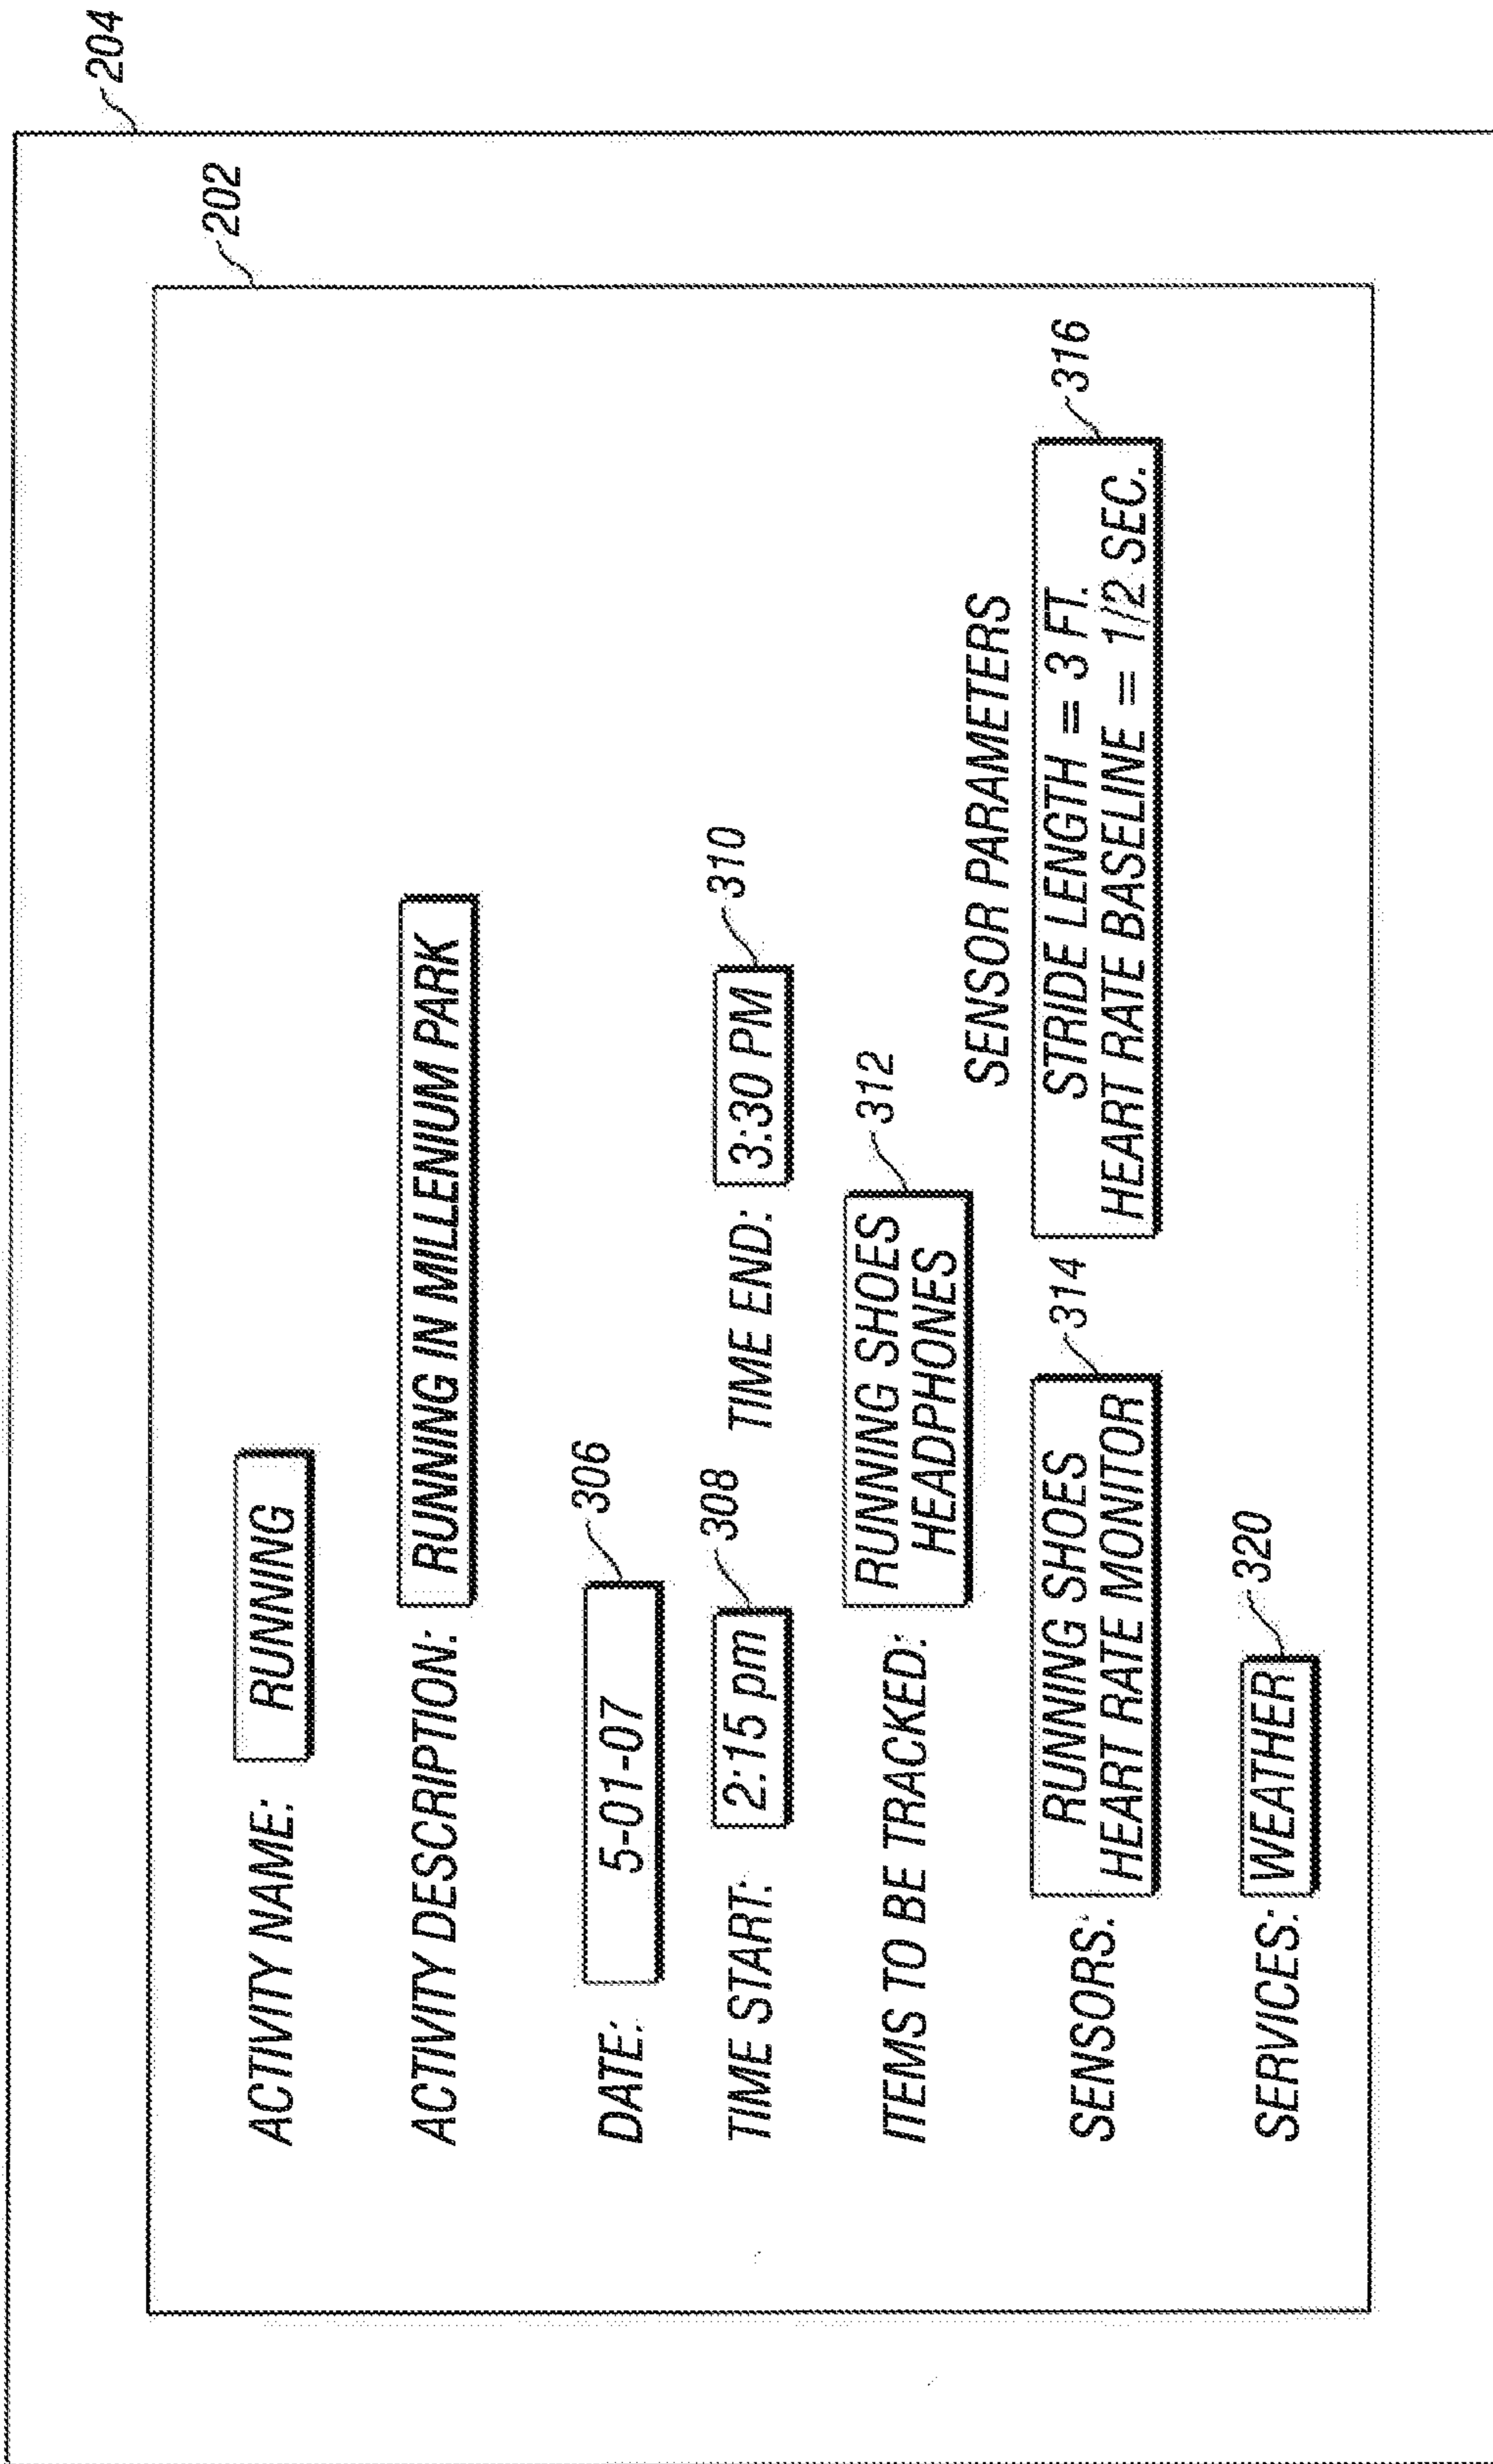 204
202
ACTIVITY NAME: RUNNING
ACTIVITY DESCRIPTION: RUNNING IN MILLENIUM PARK
DATE: 5-01-07 306
TIME START: 2:15 pm 308 TIME END: 3:30 PM 310
ITEMS TO BE TRACKED: RUNNING SHOES 312
HEADPHONES
SENSOR PARAMETERS
SENSORS: RUNNING SHOES 314 STRIDE LENGTH = 3 FT. 316
HEART RATE MONITOR HEART RATE BASELINE = 1/2 SEC.
SERVICES: WEATHER 320